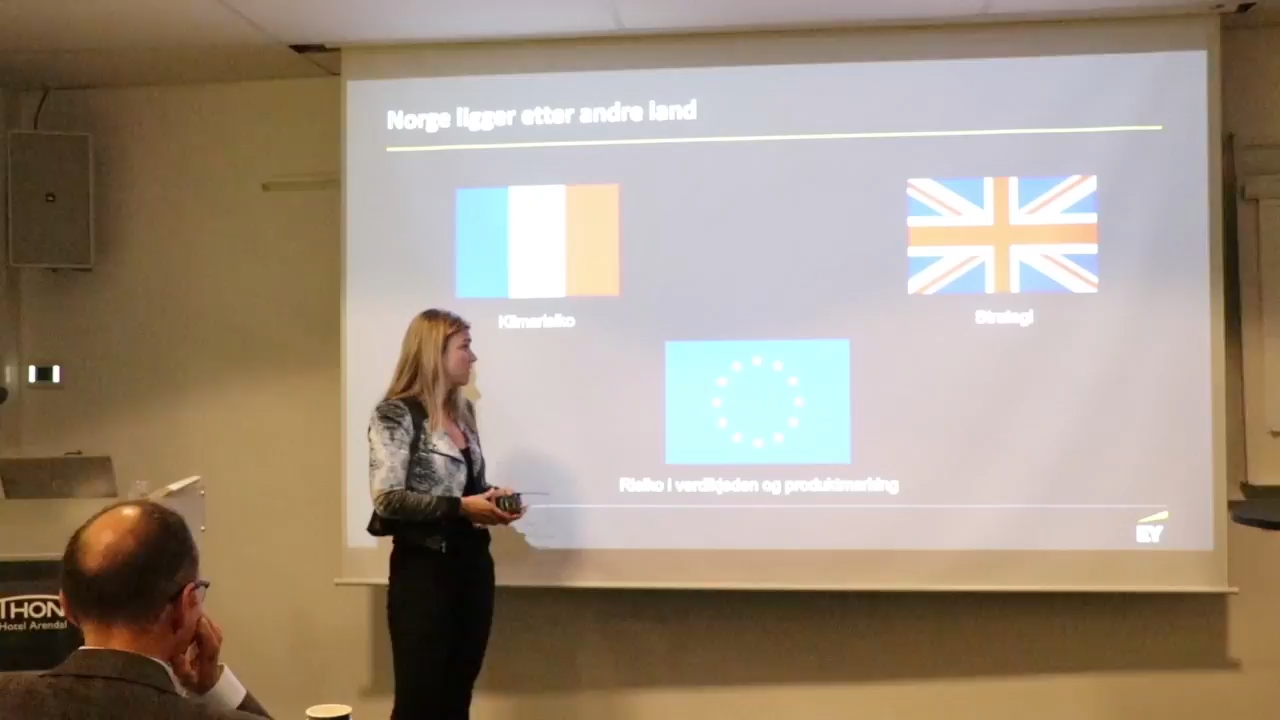 Norge ligger etter andre land
Klimarisiko
Strategi
Risiko i verdikjeden og produktmerking
EY
THON
Hotel Arendal